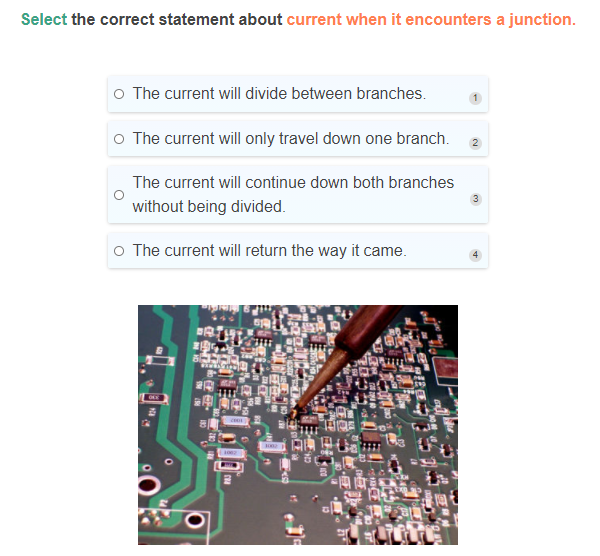 Select the correct statement about current when it encounters a junction.
The current will divide between branches.
1
The current will only travel down one branch.
2
The current will continue down both branches
without being divided.
3
The current will return the way it came.
4